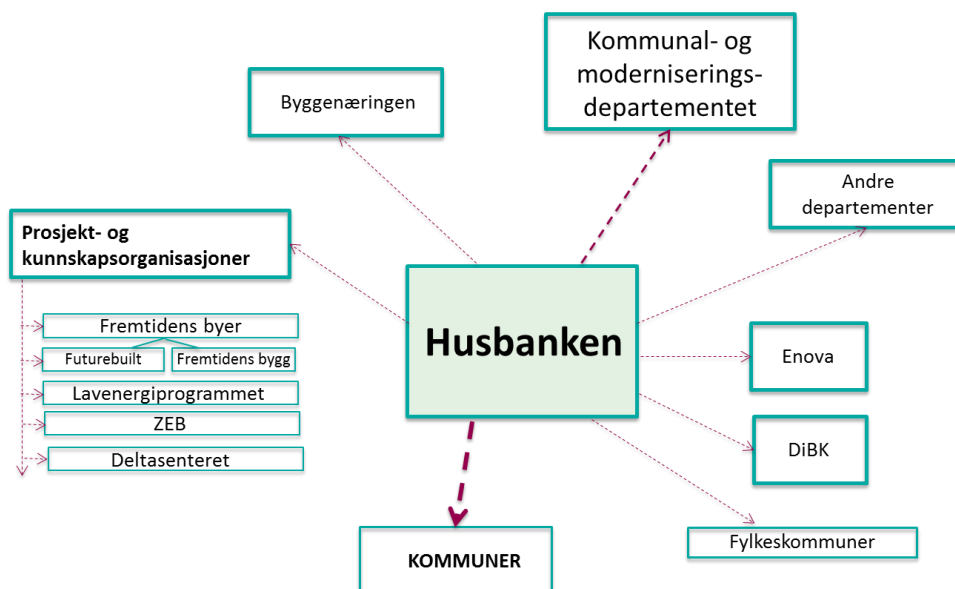 Kommunal- og
moderniserings-
departementet
Byggenæringen
Andre
departementer
Prosjekt- og
kunnskapsorganisasjoner
Husbanken
Fremtidens byer
Futurebuilt
Fremtidens bygg
Lavenergiprogrammet
ZEB
Deltasenteret
Enova
DiBK
Fylkeskommuner
KOMMUNER